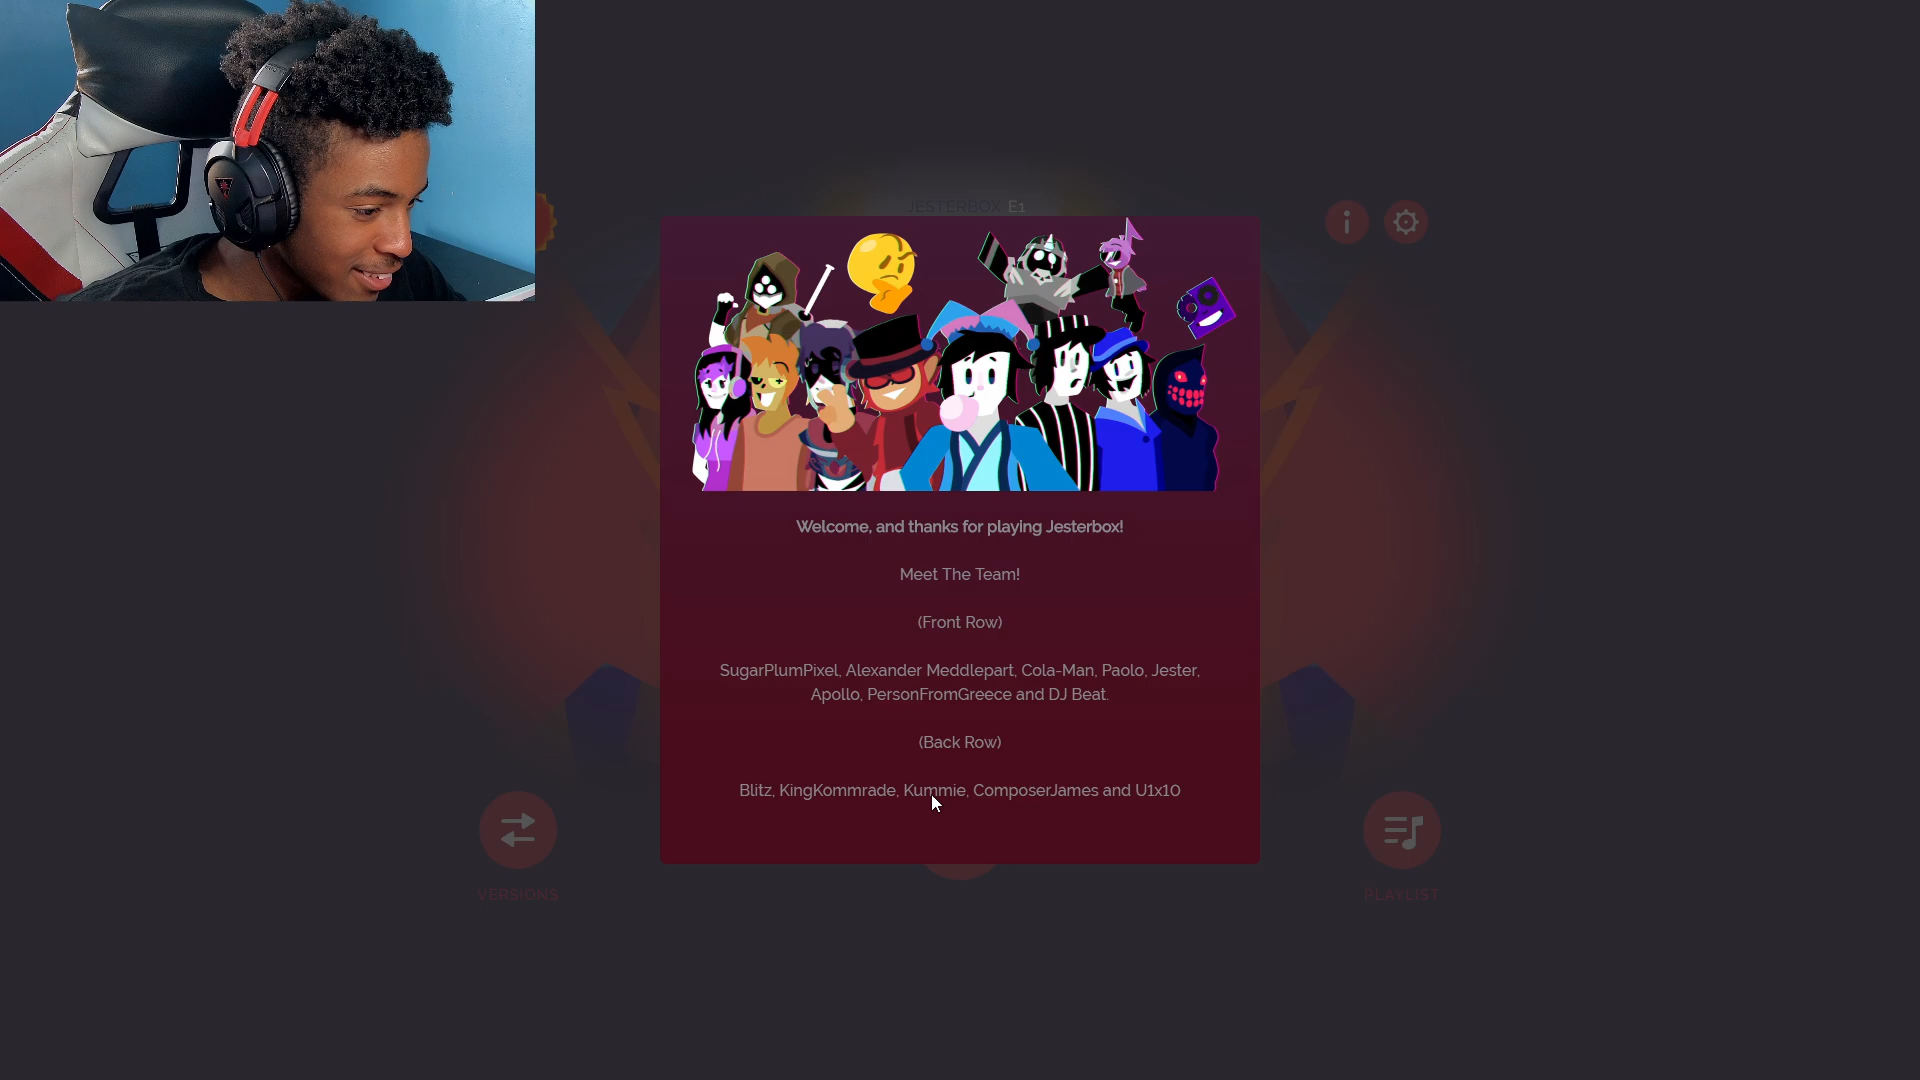 JESTERBOX E1
Welcome, and thanks for playing Jesterbox!
Meet The Team!
(Front Row)
SugarPlumPixel, Alexander Meddlepart, Cola-Man, Paolo, Jester,
Apollo, PersonFromGreece and DJ Beat.
(Back Row)
Blitz, KingKommrade, Kummie, ComposerJames and U1x10
VERSIONS
PLAYLIST